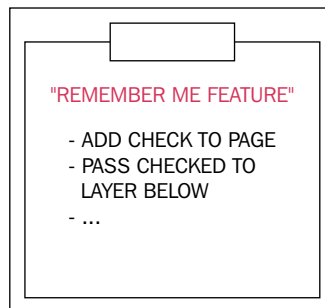 "REMEMBER ME FEATURE"
- ADD CHECK TO PAGE
- PASS CHECKED TO
LAYER BELOW
- ...